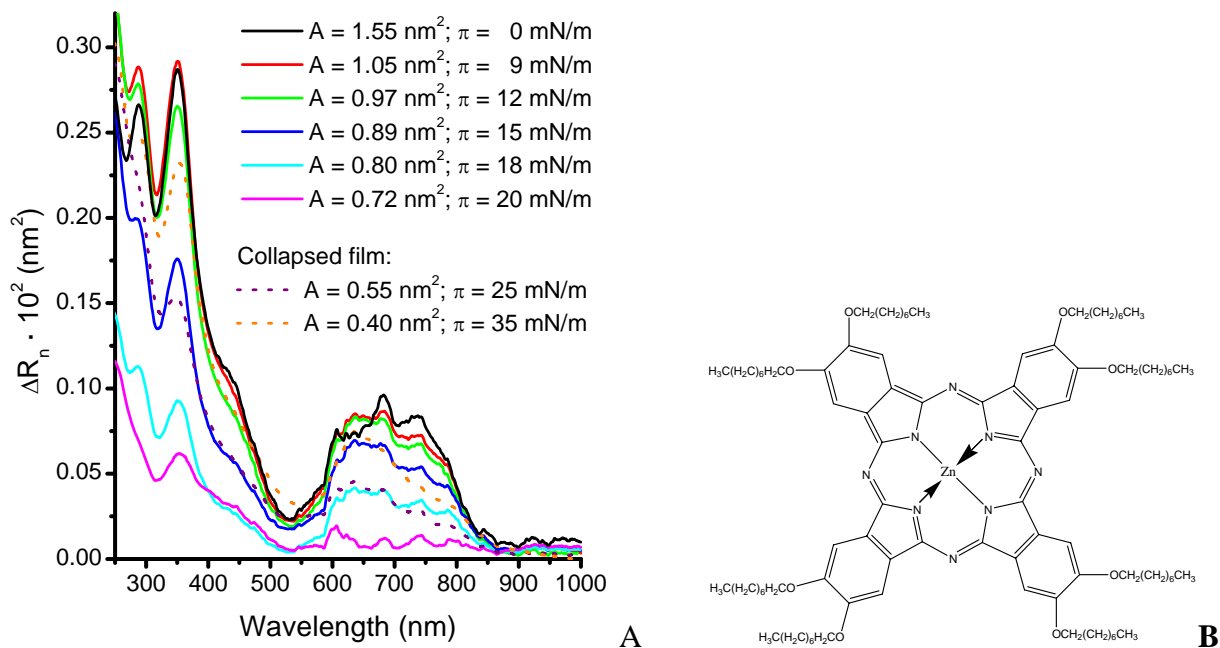 A = 1.55 nm²; π = 0 mN/m
A = 1.05 nm²; π = 9 mN/m
A = 0.97 nm²; π = 12 mN/m
A = 0.89 nm²; π = 15 mN/m
A = 0.80 nm²; π = 18 mN/m
A = 0.72 nm²; π = 20 mN/m
Collapsed film:
A = 0.55 nm²; π = 25 mN/m
A = 0.40 nm²; π = 35 mN/m
ΔRₙ · 10² (nm²)
0.30
0.25
0.20
0.15
0.10
0.05
0.00
300 400 500 600 700 800 900 1000
Wavelength (nm)
A
OCH₂(CH₂)₆CH₃
OCH₂(CH₂)₆CH₃
H₃C(H₂C)₆H₂CO
OCH₂(CH₂)₆CH₃
N
N
N
N
Zn
N
N
N
N
H₃C(H₂C)₆H₂CO
OCH₂(CH₂)₆CH₃
H₃C(H₂C)₆H₂CO
OCH₂(CH₂)₆CH₃
B